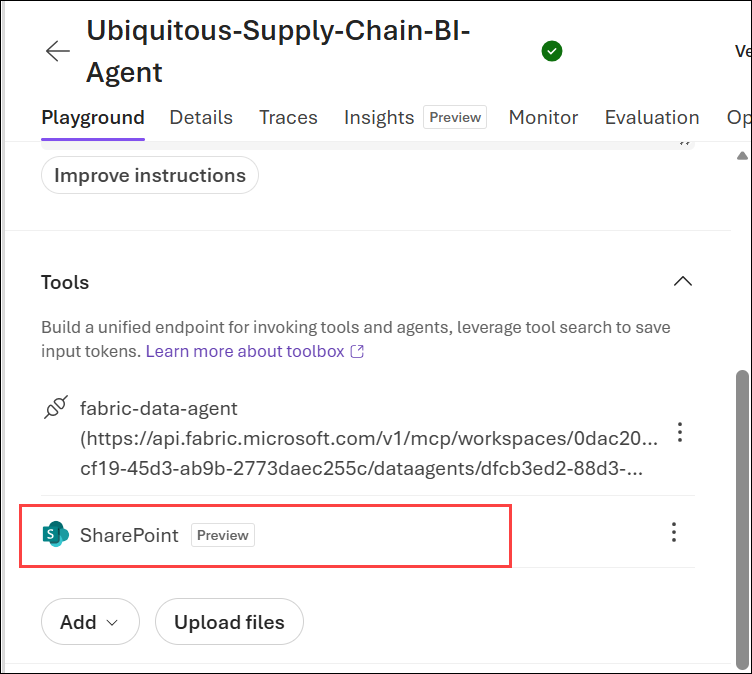 Ubiquitous-Supply-Chain-BI-
Agent
Ve
Playground Details Traces Insights Preview Monitor Evaluation Op
Improve instructions
Tools
Build a unified endpoint for invoking tools and agents, leverage tool search to save
input tokens. Learn more about toolbox
fabric-data-agent
(https://api.fabric.microsoft.com/v1/mcp/workspaces/0dac20...
cf19-45d3-ab9b-2773daec255c/dataagents/dfcb3ed2-88d3-...
S SharePoint Preview
Add Upload files